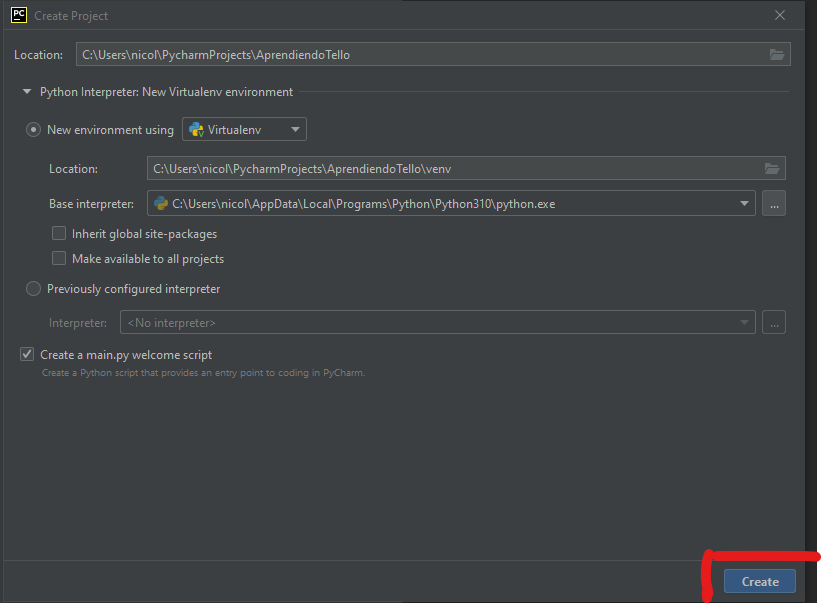 PC Create Project
Location: C:\Users\nicol\PycharmProjects\AprendiendoTello
Python Interpreter: New Virtualenv environment
New environment using Virtualenv
Location: C:\Users\nicol\PycharmProjects\AprendiendoTello\venv
Base interpreter: C:\Users\nicol\AppData\Local\Programs\Python\Python310\python.exe ...
Inherit global site-packages
Make available to all projects
Previously configured interpreter
Interpreter: <No interpreter> ...
Create a main.py welcome script
Create a Python script that provides an entry point to coding in PyCharm.
Create